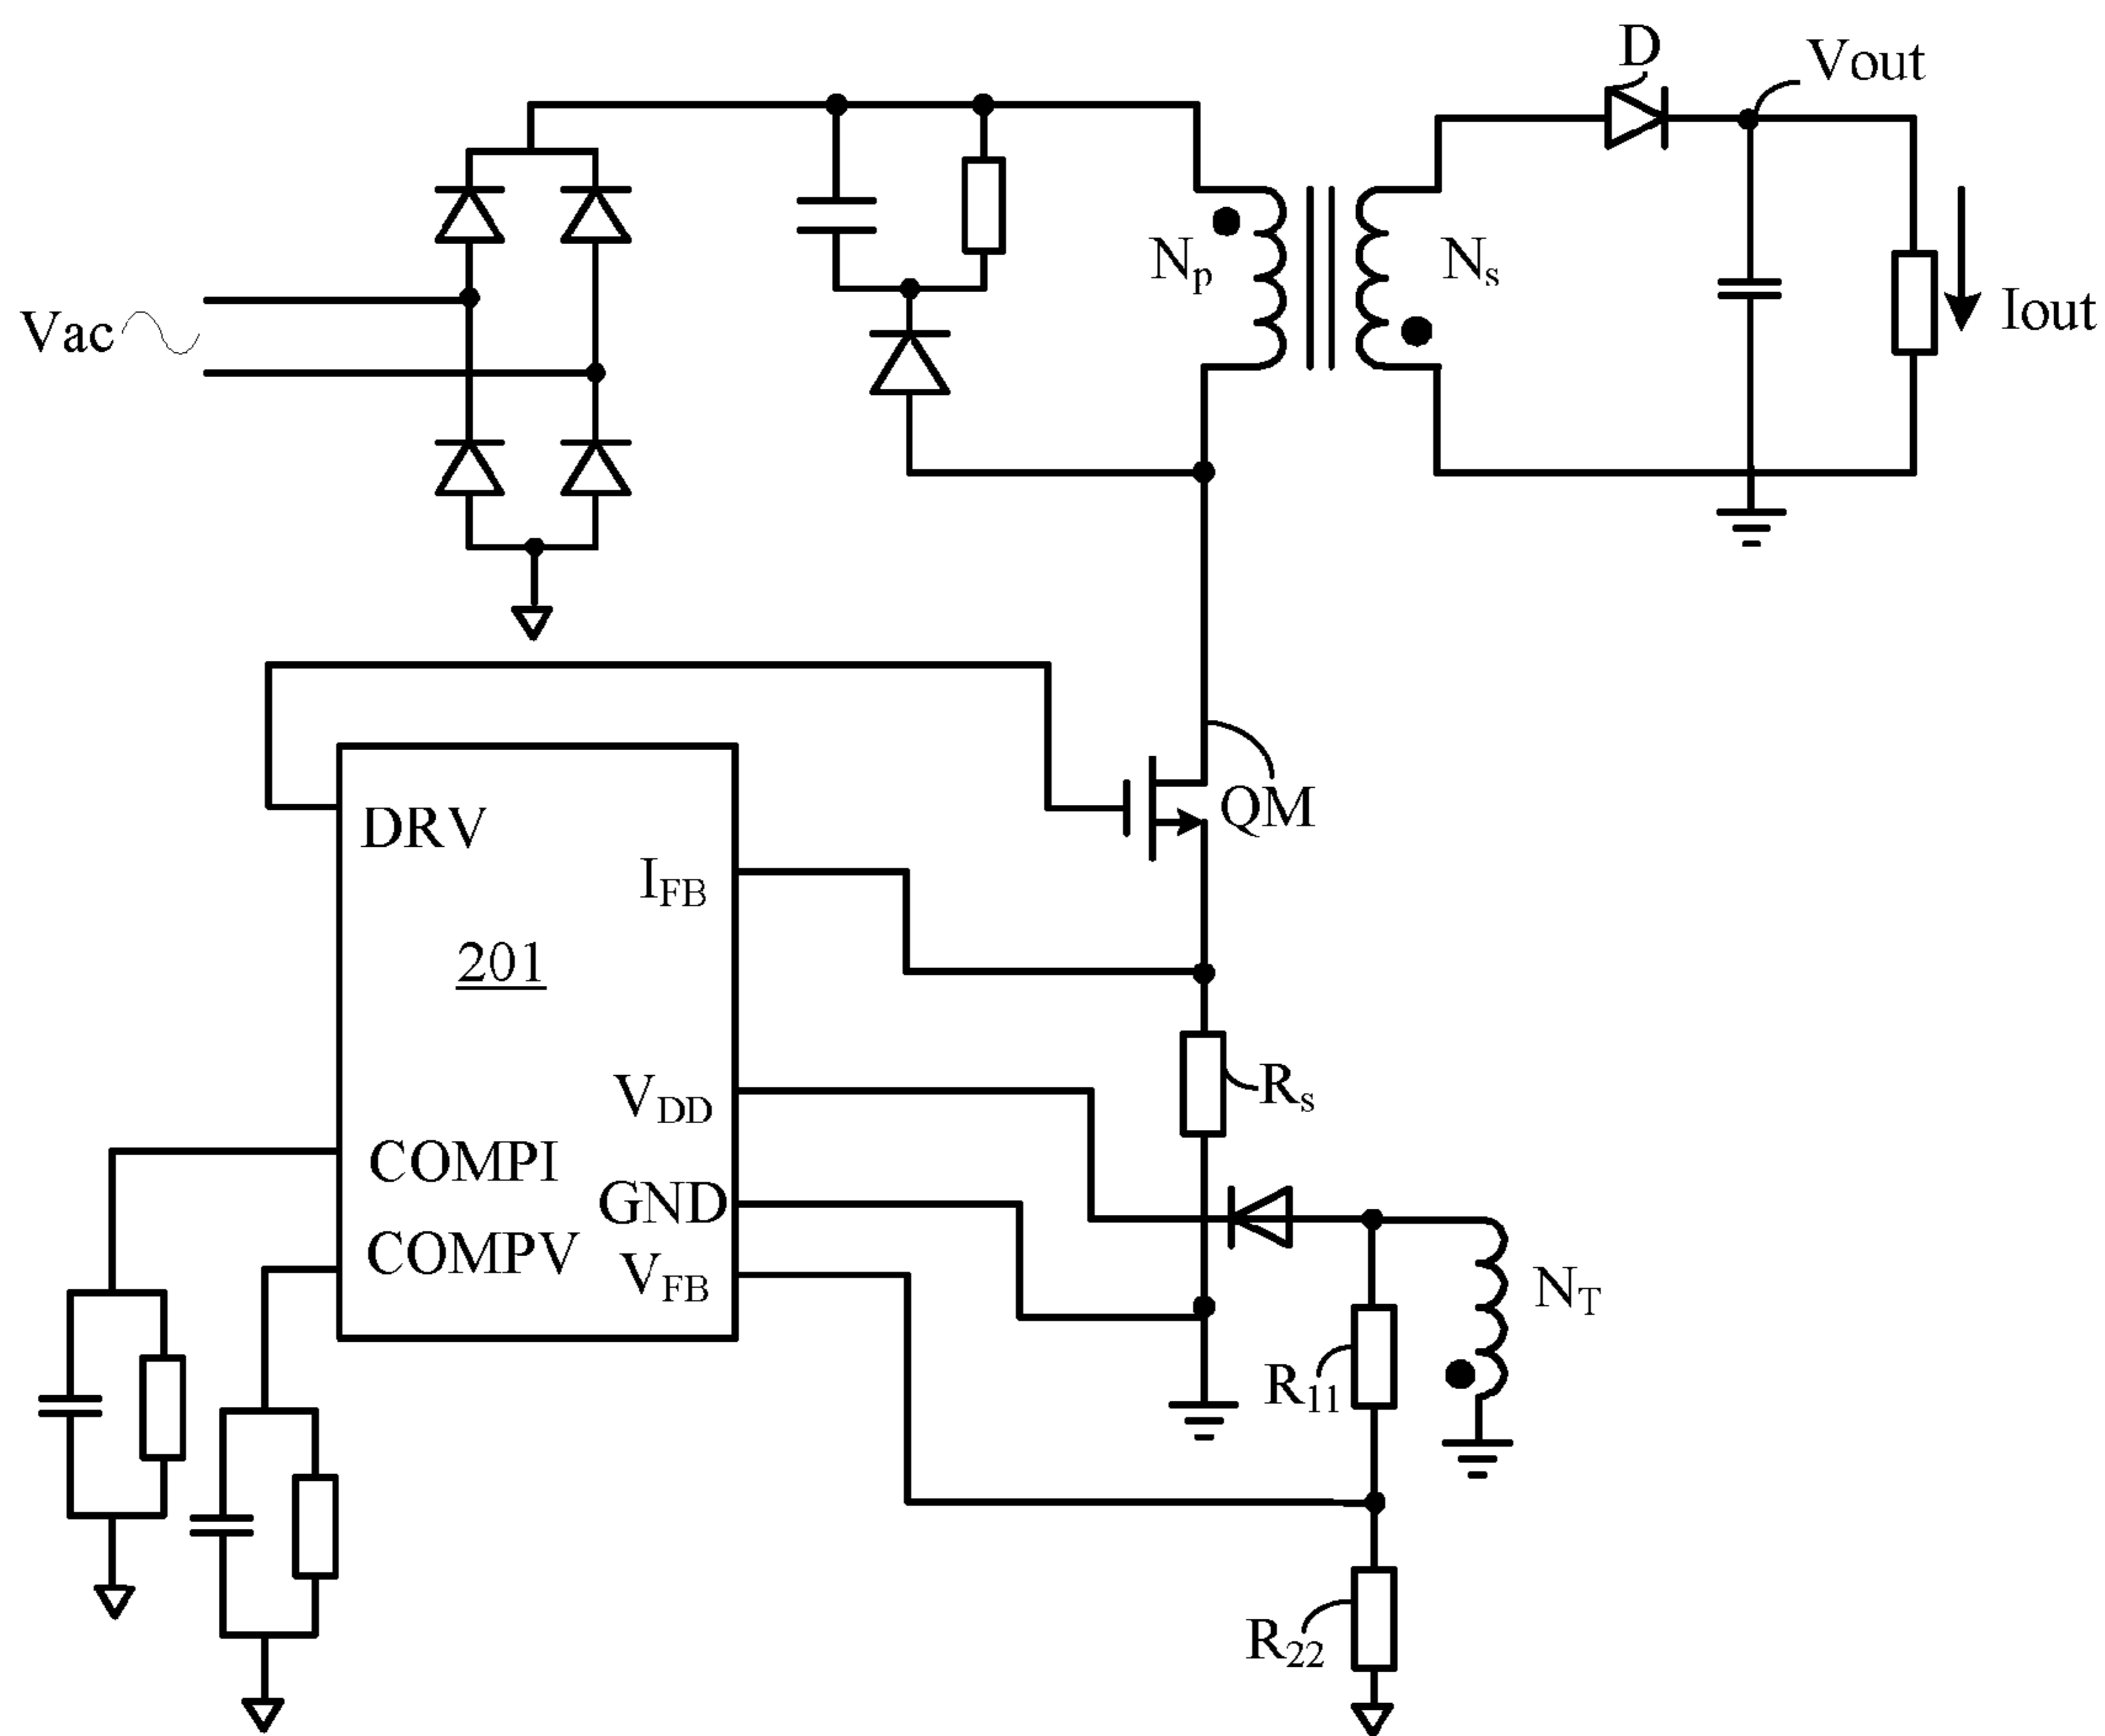 D
Vout
Vac
Np
Ns
Iout
QM
DRV
IFB
201
VDD
Rs
COMPI
GND
COMPV
VFB
NT
R11
R22